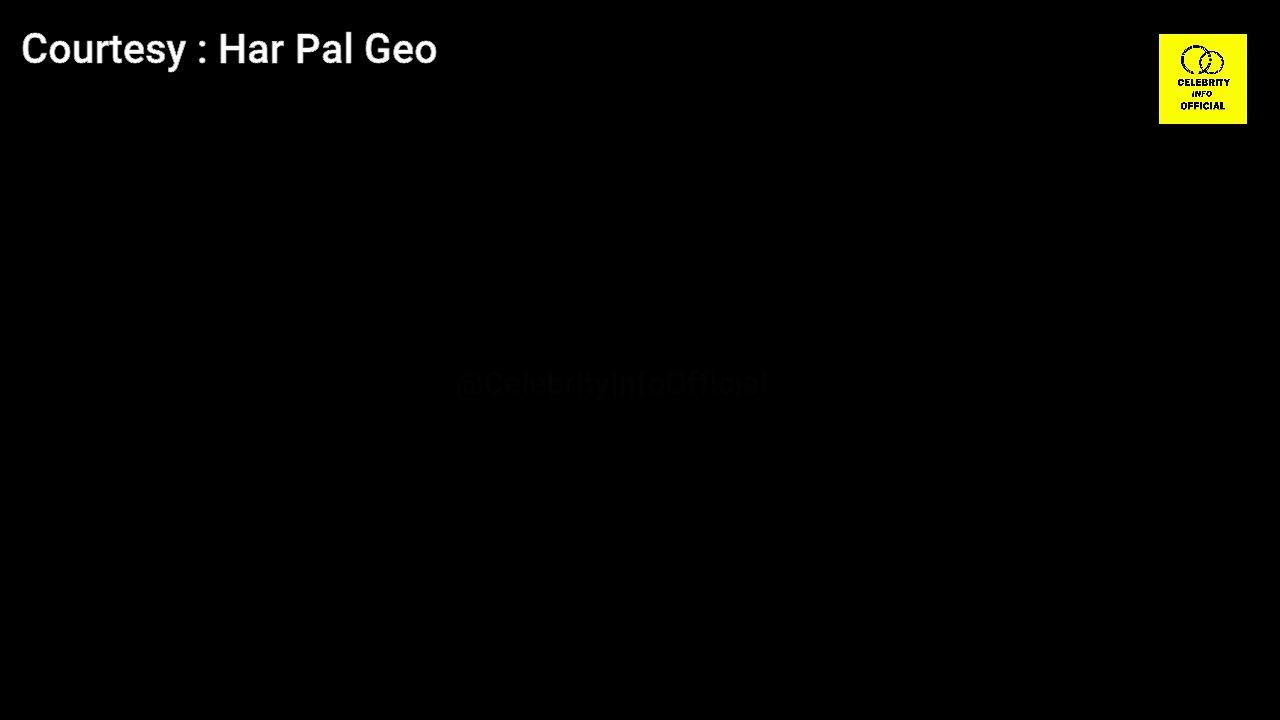 Courtesy : Har Pal Geo
CELEBRITY
INFO
OFFICIAL
@CelebrityInfoOfficial